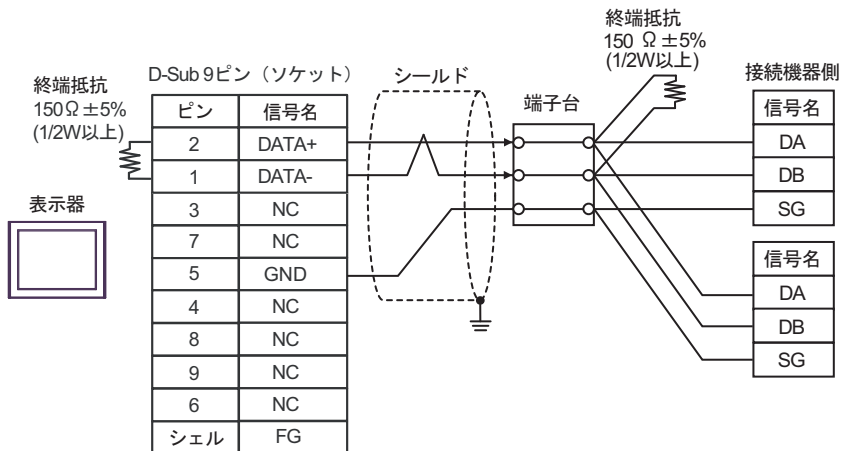 終端抵抗
150 Ω ±5%
(1/2W以上)
D-Sub 9ピン（ソケット）
シールド
端子台
接続機器側
終端抵抗
150Ω±5%
(1/2W以上)
ピン 信号名
2 DATA+
1 DATA-
3 NC
7 NC
5 GND
4 NC
8 NC
9 NC
6 NC
シェル FG
表示器
信号名
DA
DB
SG
信号名
DA
DB
SG